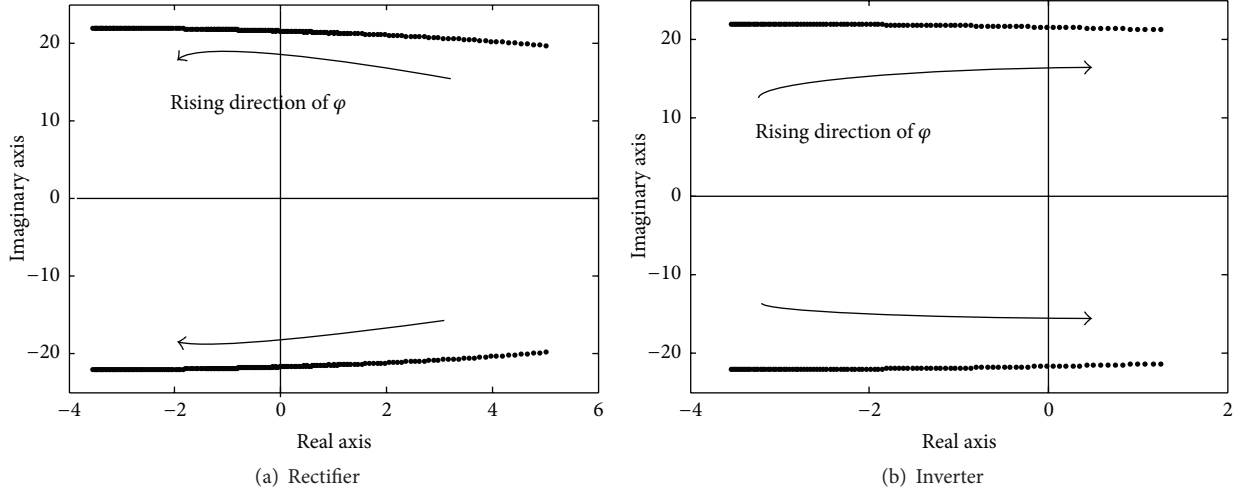 20
10
0
−10
−20
Imaginary axis
Rising direction of φ
−4 −2 0 2 4 6
Real axis
(a) Rectifier
20
10
0
−10
−20
Imaginary axis
Rising direction of φ
−4 −2 0 2
Real axis
(b) Inverter